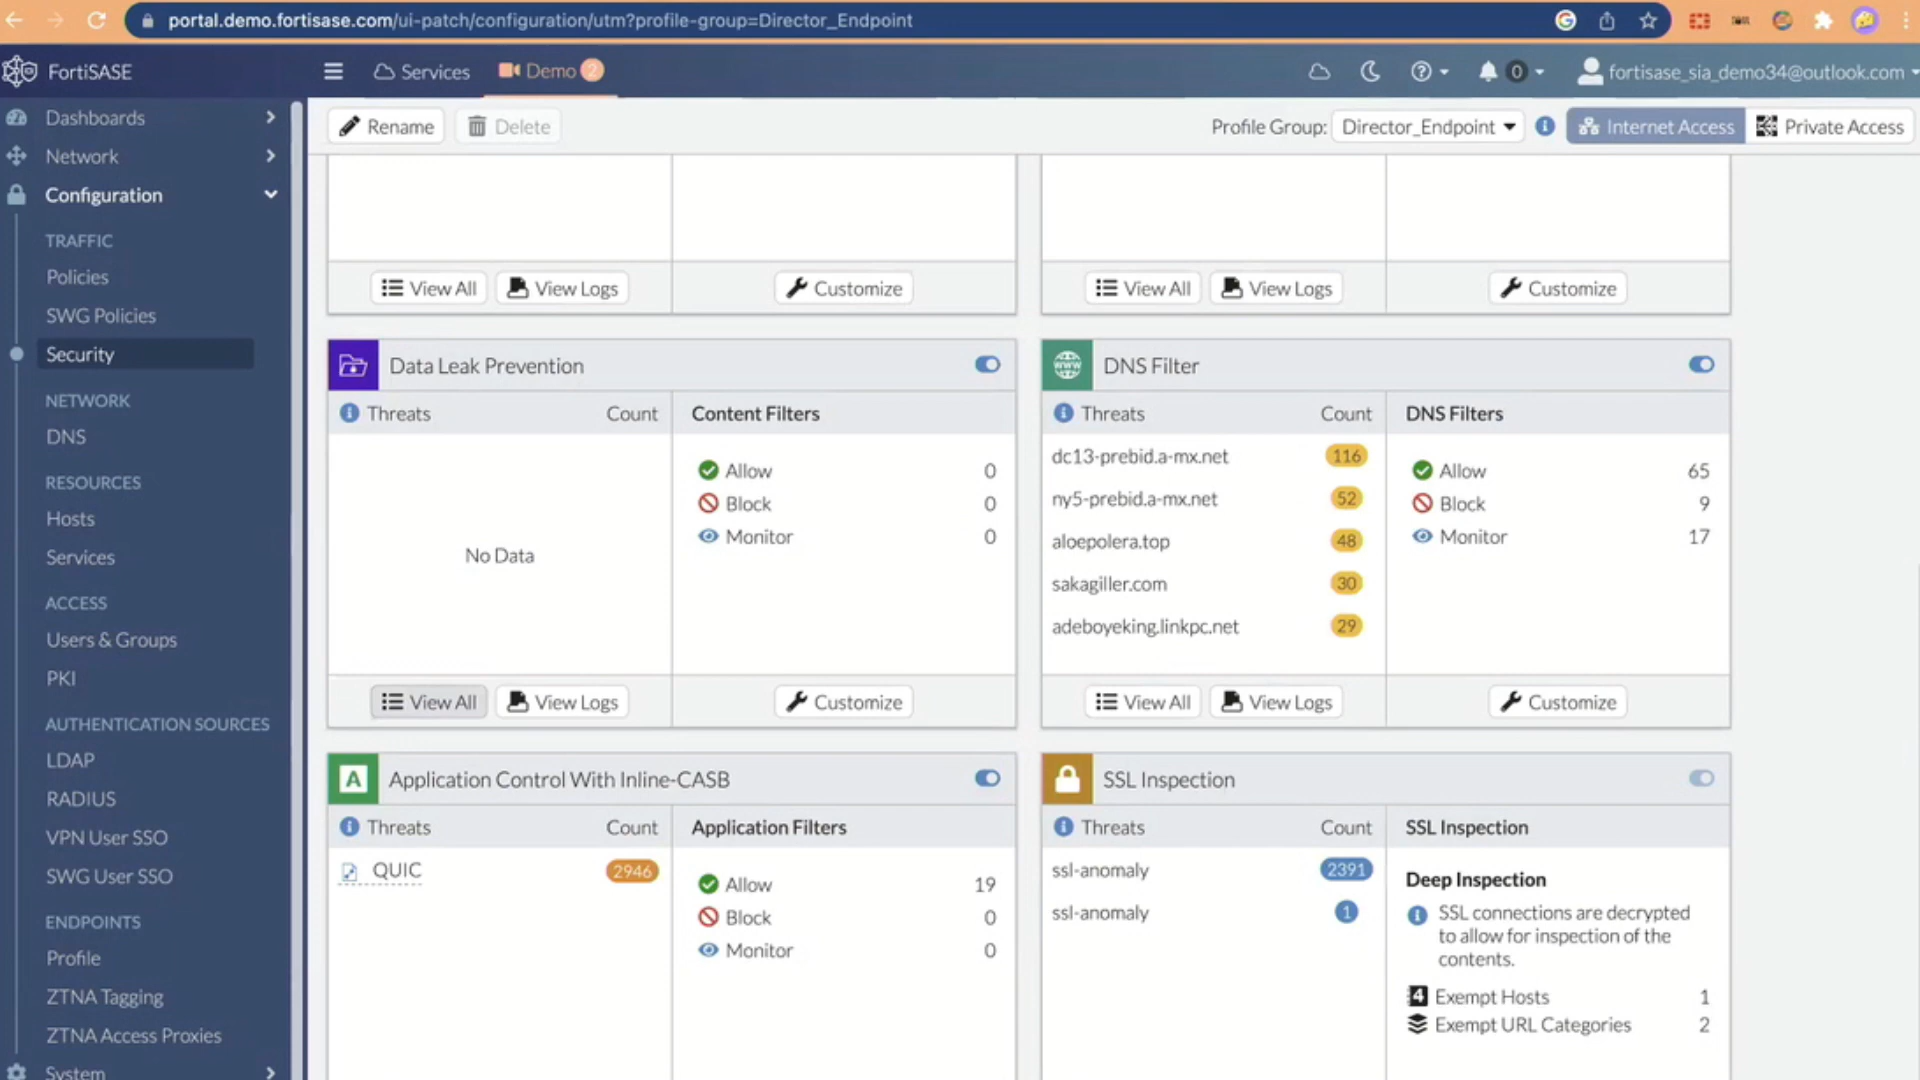 portal.demo.fortisase.com/ui-patch/configuration/utm?profile-group=Director_Endpoint
FortiSASE
Services
Demo 2
0
fortisase_sia_demo34@outlook.com
Dashboards
Network
Configuration
TRAFFIC
Policies
SWG Policies
Security
NETWORK
DNS
RESOURCES
Hosts
Services
ACCESS
Users & Groups
PKI
AUTHENTICATION SOURCES
LDAP
RADIUS
VPN User SSO
SWG User SSO
ENDPOINTS
Profile
ZTNA Tagging
ZTNA Access Proxies
System
Rename
Delete
Profile Group: Director_Endpoint
Internet Access
Private Access
View All
View Logs
Customize
View All
View Logs
Customize
Data Leak Prevention
Threats Count
No Data
View All
View Logs
Content Filters
Allow 0
Block 0
Monitor 0
Customize
DNS Filter
Threats Count
dc13-prebid.a-mx.net 116
ny5-prebid.a-mx.net 52
aloepolera.top 48
sakagiller.com 30
adeboyeking.linkpc.net 29
View All
View Logs
DNS Filters
Allow 65
Block 9
Monitor 17
Customize
Application Control With Inline-CASB
Threats Count
QUIC 2946
Application Filters
Allow 19
Block 0
Monitor 0
SSL Inspection
Threats Count
ssl-anomaly 2391
ssl-anomaly 1
SSL Inspection
Deep Inspection
SSL connections are decrypted
to allow for inspection of the
contents.
Exempt Hosts 1
Exempt URL Categories 2